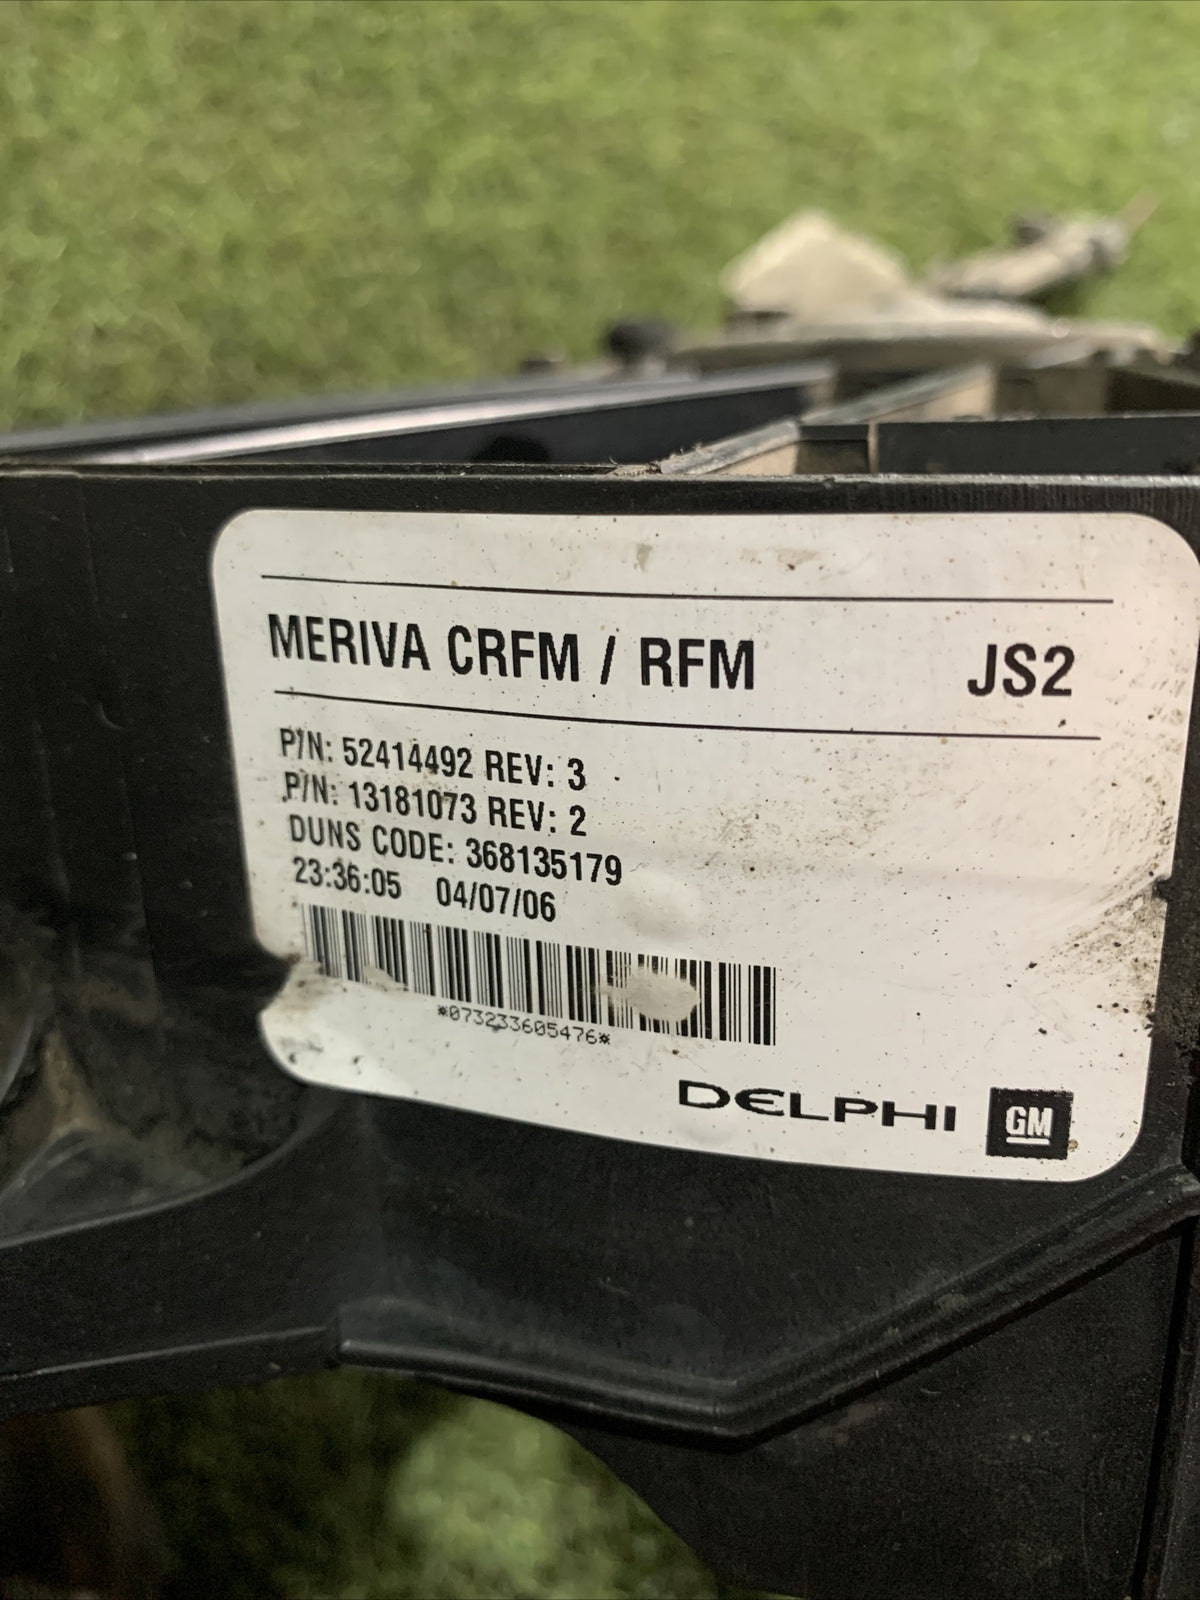 MERIVA CRFM / RFM JS2
P/N: 52414492 REV: 3
P/N: 13181073 REV: 2
DUNS CODE: 368135179
23:36:05 04/07/06
*073233605476*
DELPHI GM